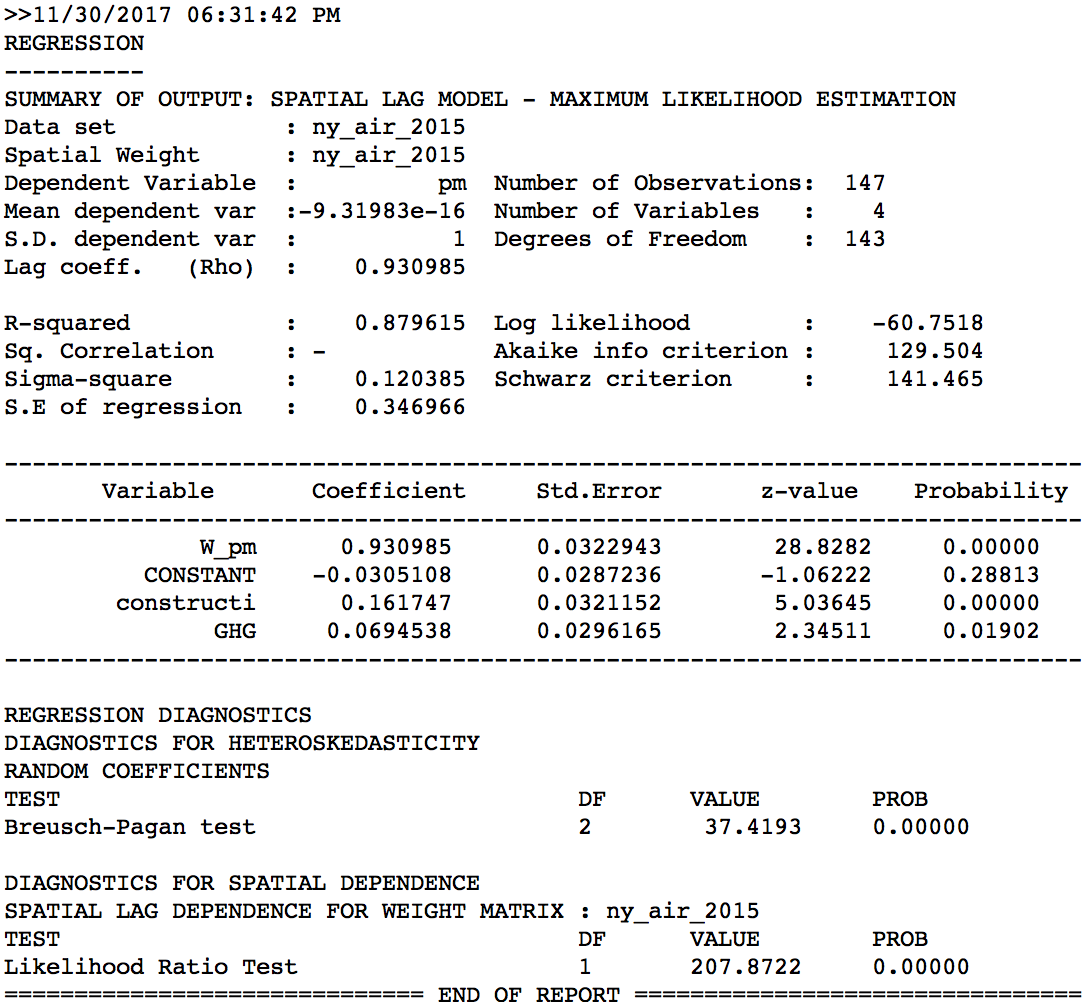 >>11/30/2017 06:31:42 PM
REGRESSION
----------
SUMMARY OF OUTPUT: SPATIAL LAG MODEL - MAXIMUM LIKELIHOOD ESTIMATION
Data set            : ny_air_2015
Spatial Weight      : ny_air_2015
Dependent Variable  :          pm  Number of Observations:  147
Mean dependent var  :-9.31983e-16  Number of Variables   :    4
S.D. dependent var  :           1  Degrees of Freedom    :  143
Lag coeff.   (Rho)  :    0.930985

R-squared           :    0.879615  Log likelihood        :    -60.7518
Sq. Correlation     : -            Akaike info criterion :     129.504
Sigma-square        :    0.120385  Schwarz criterion     :     141.465
S.E of regression   :    0.346966

-----------------------------------------------------------------------------
       Variable       Coefficient     Std.Error       z-value    Probability
-----------------------------------------------------------------------------
              W_pm      0.930985      0.0322943        28.8282     0.00000
          CONSTANT    -0.0305108      0.0287236       -1.06222     0.28813
        constructi      0.161747      0.0321152        5.03645     0.00000
               GHG     0.0694538      0.0296165        2.34511     0.01902
-----------------------------------------------------------------------------

REGRESSION DIAGNOSTICS
DIAGNOSTICS FOR HETEROSKEDASTICITY
RANDOM COEFFICIENTS
TEST                                     DF      VALUE        PROB
Breusch-Pagan test                       2        37.4193     0.00000

DIAGNOSTICS FOR SPATIAL DEPENDENCE
SPATIAL LAG DEPENDENCE FOR WEIGHT MATRIX : ny_air_2015
TEST                                     DF      VALUE        PROB
Likelihood Ratio Test                    1       207.8722     0.00000
============================== END OF REPORT ================================